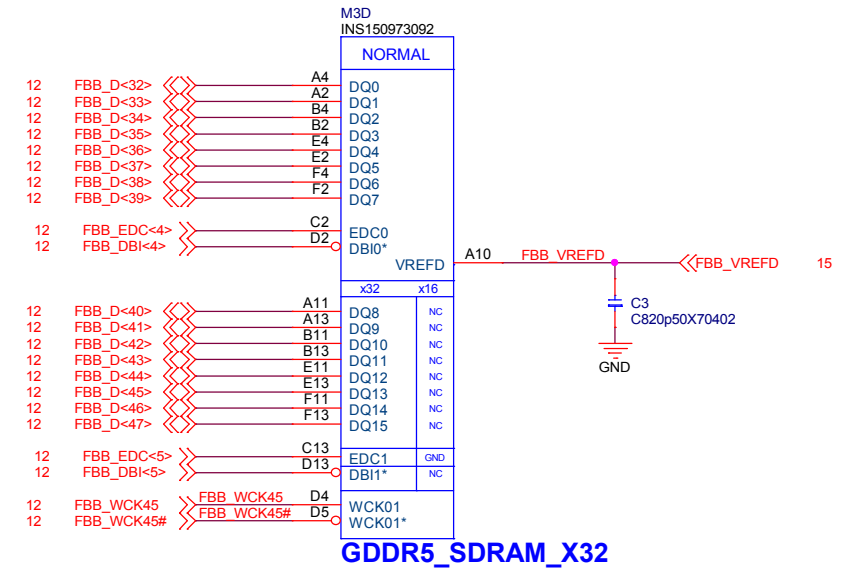 M3D
INS150973092
NORMAL
12 FBB_D<32> A4 DQ0
12 FBB_D<33> A2 DQ1
12 FBB_D<34> B4 DQ2
12 FBB_D<35> B2 DQ3
12 FBB_D<36> E4 DQ4
12 FBB_D<37> E2 DQ5
12 FBB_D<38> F4 DQ6
12 FBB_D<39> F2 DQ7
12 FBB_EDC<4> C2 EDC0
12 FBB_DBI<4> D2 DBI0*
VREFD A10 FBB_VREFD FBB_VREFD 15
x32 x16
12 FBB_D<40> A11 DQ8 NC
12 FBB_D<41> A13 DQ9 NC
12 FBB_D<42> B11 DQ10 NC
12 FBB_D<43> B13 DQ11 NC
12 FBB_D<44> E11 DQ12 NC
12 FBB_D<45> E13 DQ13 NC
12 FBB_D<46> F11 DQ14 NC
12 FBB_D<47> F13 DQ15 NC
C3
C820p50X70402
GND
12 FBB_EDC<5> C13 EDC1 GND
12 FBB_DBI<5> D13 DBI1* NC
12 FBB_WCK45 FBB_WCK45 D4 WCK01
12 FBB_WCK45# FBB_WCK45# D5 WCK01*
GDDR5_SDRAM_X32